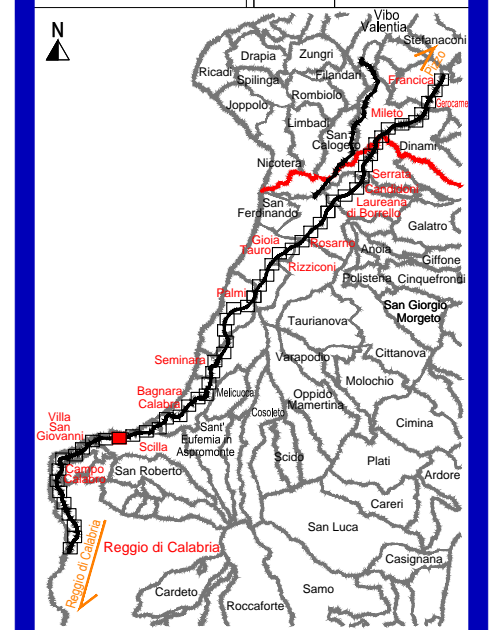 N
Vibo
Valentia
Stefanaconi
Pizzo
Drapia
Zungri
Ricadi
Spilinga
Filandari
Francica
Rombiolo
Joppolo
Gerocarne
Mileto
Limbadi
San
Calogero
Dinami
Nicotera
Serrata
Candidoni
San
Ferdinando
Laureana
di Borrello
Galatro
Gioia
Tauro
Rosarno
Anoia
Giffone
Rizziconi
Polistena
Cinquefrondi
Palmi
San Giorgio
Morgeto
Taurianova
Seminara
Varapodio
Cittanova
Molochio
Bagnara
Calabra
Melicucca
Oppido
Mamertina
Cosoleto
Villa
San
Giovanni
Sant'
Eufemia in
Aspromonte
Cimina
Scilla
Scido
Plati
Campo
Calabro
San Roberto
Ardore
Careri
San Luca
Reggio di Calabria
Reggio di Calabria
Casignana
Cardeto
Samo
Roccaforte